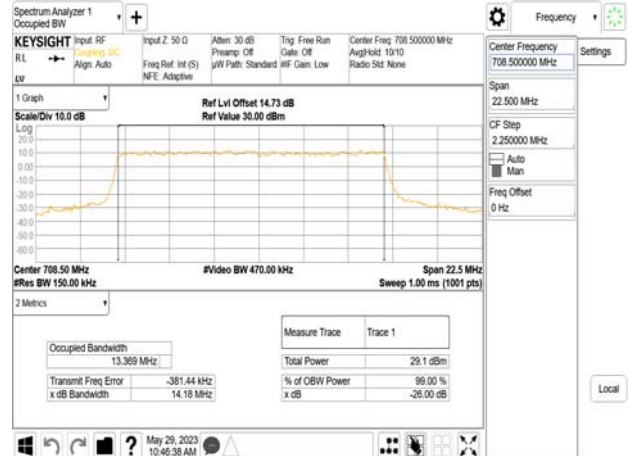 Spectrum Analyzer 1
Occupied BW
Frequency
KEYSIGHT Input: RF Input Z: 50 Ω Atten: 30 dB Trig: Free Run Center Freq: 708.500000 MHz
RL Coupling: DC Preamp: Off Gate: Off Avg|Hold: 10/10
Align: Auto Freq Ref: Int (S) µW Path: Standard #IF Gain: Low Radio Std: None
NFE: Adaptive
Center Frequency
708.500000 MHz
Settings
Span
22.500 MHz
CF Step
2.250000 MHz
Auto
Man
Freq Offset
0 Hz
Local
1 Graph
Ref Lvl Offset 14.73 dB
Scale/Div 10.0 dB Ref Value 30.00 dBm
Log
20.0
10.0
0.00
-10.0
-20.0
-30.0
-40.0
-50.0
-60.0
Center 708.50 MHz #Video BW 470.00 kHz Span 22.5 MHz
#Res BW 150.00 kHz Sweep 1.00 ms (1001 pts)
2 Metrics
Measure Trace Trace 1
Occupied Bandwidth
13.369 MHz
Total Power 29.1 dBm
Transmit Freq Error -381.44 kHz % of OBW Power 99.00 %
x dB Bandwidth 14.18 MHz x dB -26.00 dB
May 29, 2023
10:46:38 AM